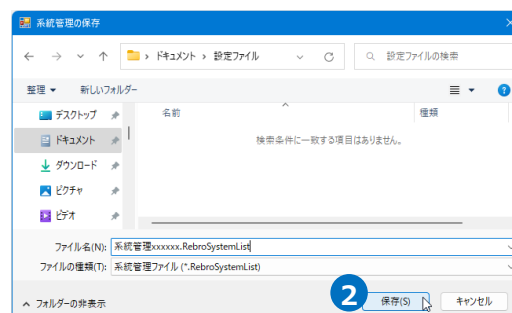 系統管理の保存
ドキュメント › 設定ファイル
設定ファイルの検索
整理 新しいフォルダー
名前 種類
検索条件に一致する項目はありません。
デスクトップ
ドキュメント
ダウンロード
ピクチャ
ビデオ
ファイル名(N): 系統管理xxxxxx.RebroSystemList
ファイルの種類(T): 系統管理ファイル (*.RebroSystemList)
フォルダーの非表示
2 保存(S) キャンセル